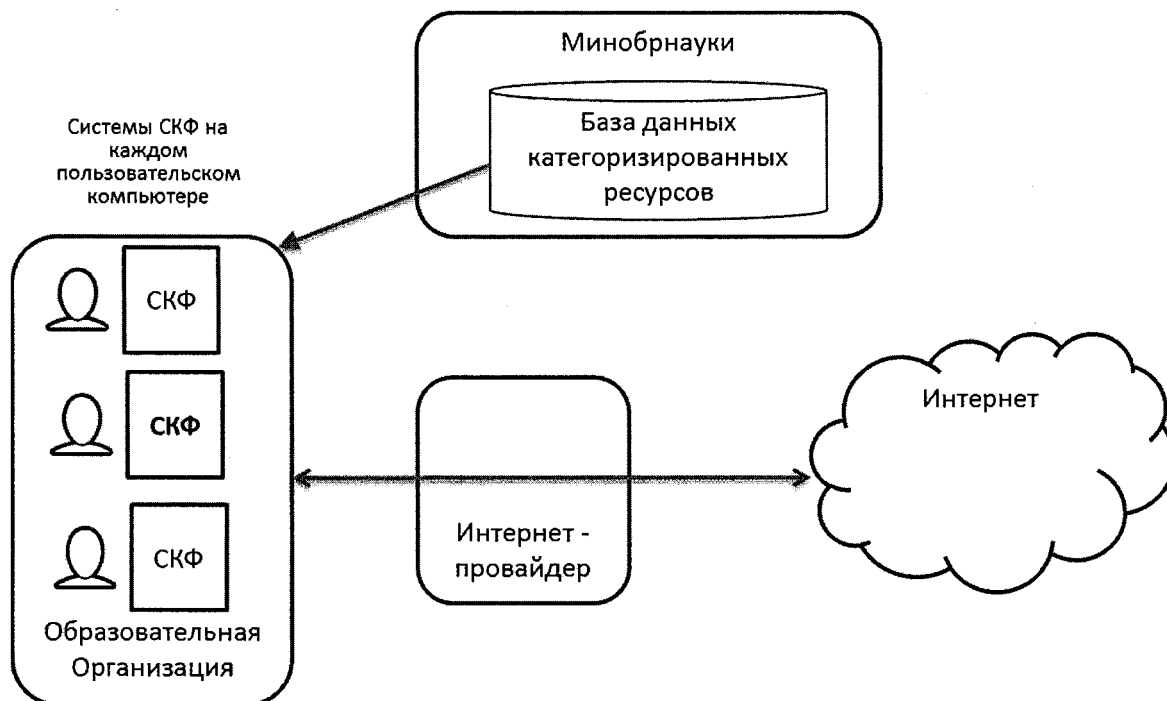 Минобрнауки
База данных
категоризированных
ресурсов
Системы СКФ на
каждом
пользовательском
компьютере
СКФ
СКФ
СКФ
Образовательная
Организация
Интернет -
провайдер
Интернет